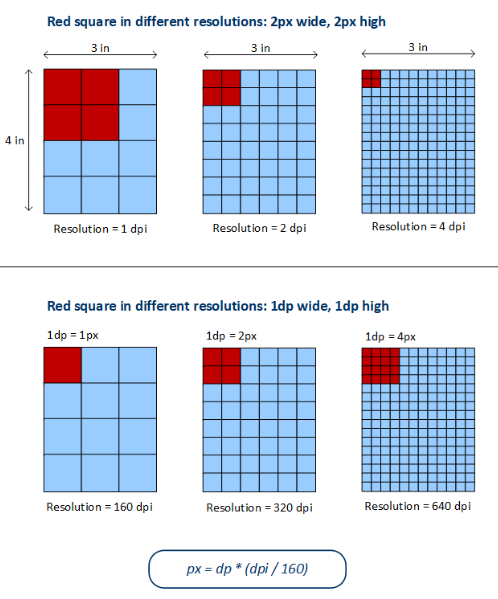 Red square in different resolutions: 2px wide, 2px high
3 in
3 in
3 in
4 in
Resolution = 1 dpi
Resolution = 2 dpi
Resolution = 4 dpi
Red square in different resolutions: 1dp wide, 1dp high
1dp = 1px
1dp = 2px
1dp = 4px
Resolution = 160 dpi
Resolution = 320 dpi
Resolution = 640 dpi
px = dp * (dpi / 160)